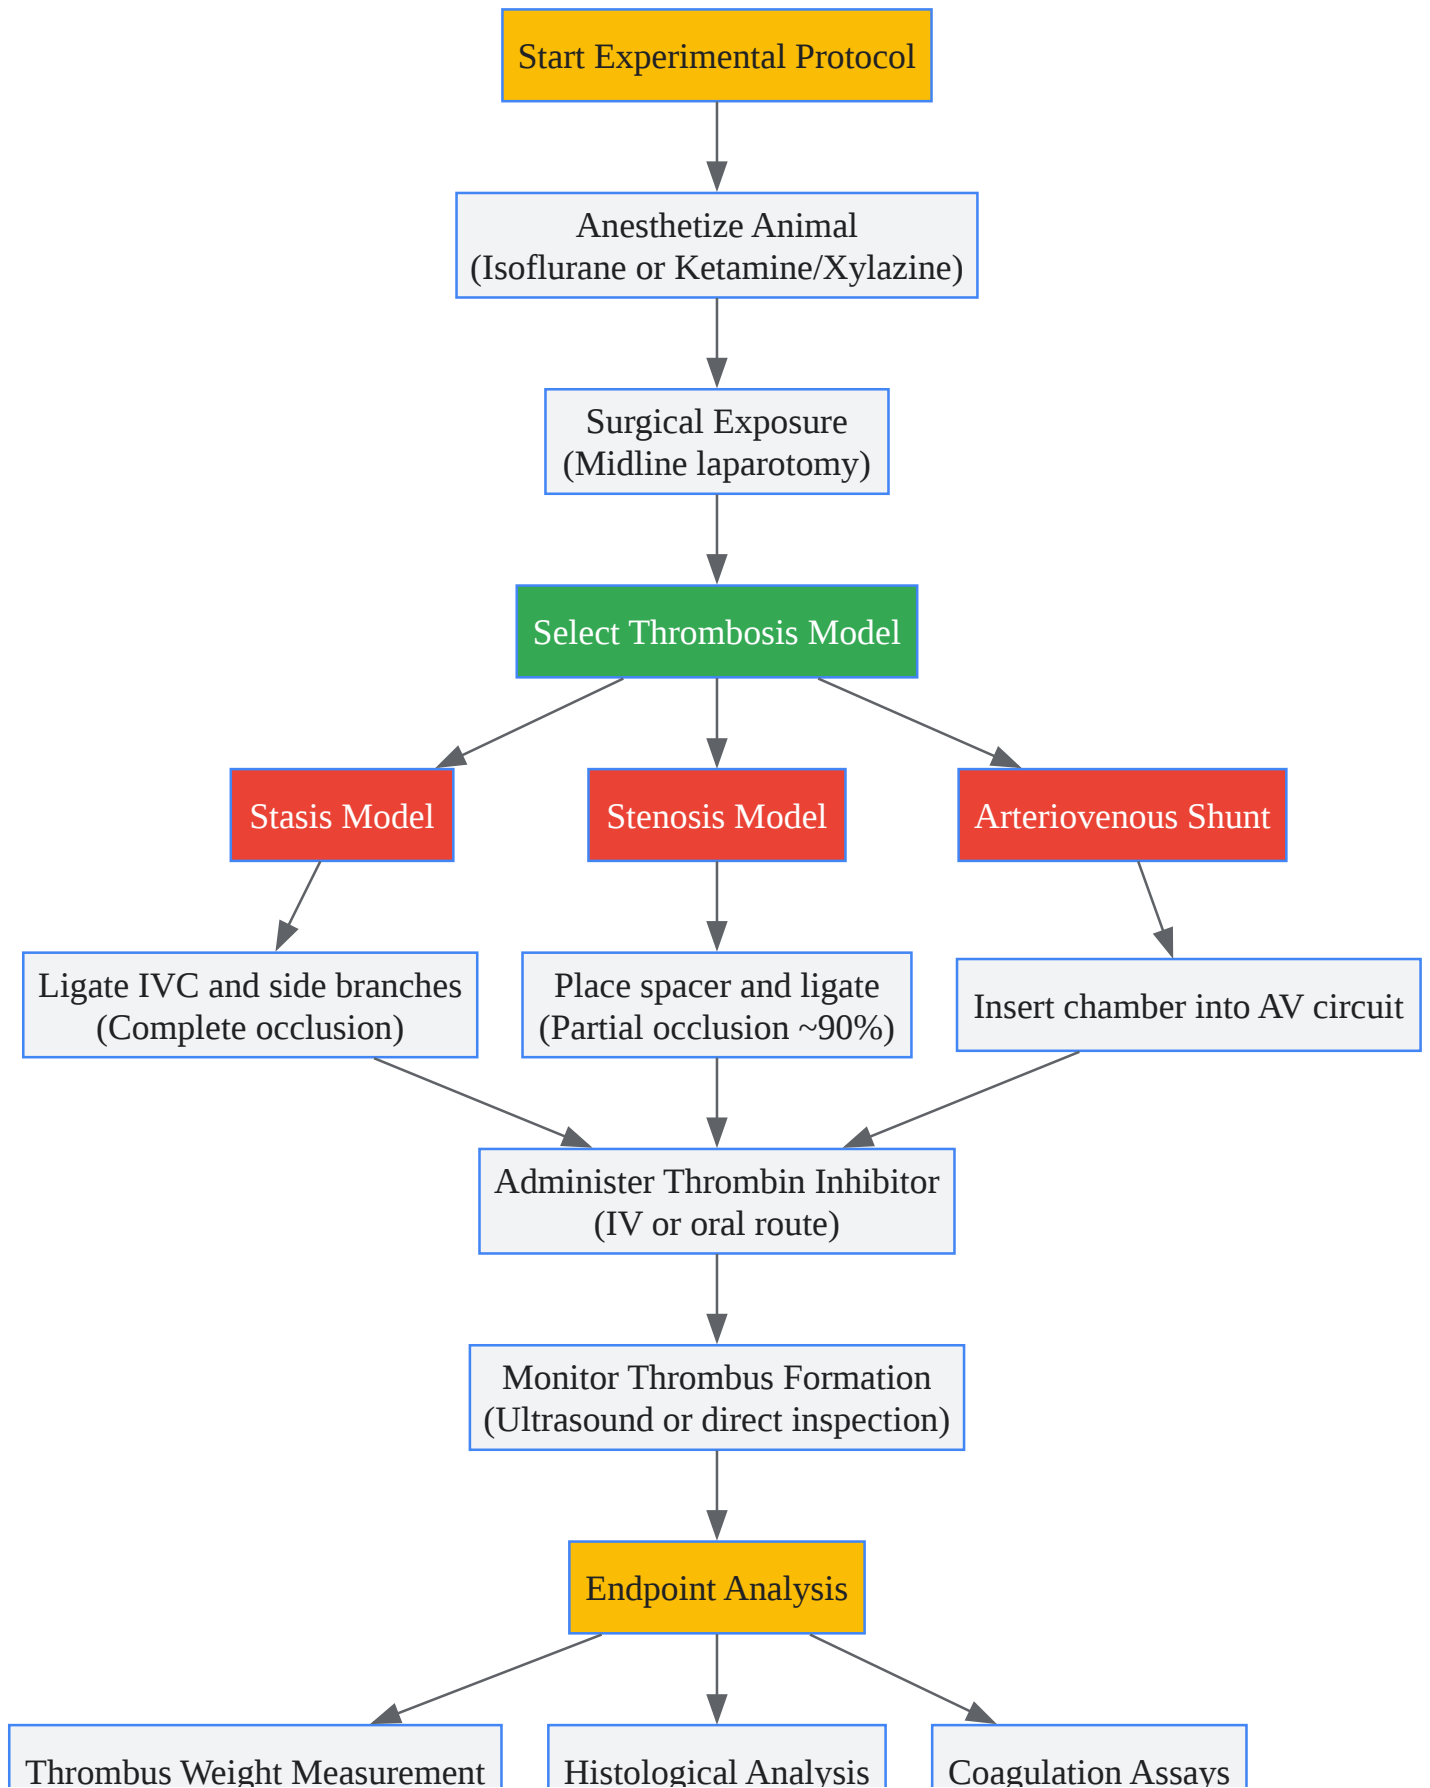 Start Experimental Protocol
Anesthetize Animal
(Isoflurane or Ketamine/Xylazine)
Surgical Exposure
(Midline laparotomy)
Select Thrombosis Model
Stasis Model
Stenosis Model
Arteriovenous Shunt
Ligate IVC and side branches
(Complete occlusion)
Place spacer and ligate
(Partial occlusion ~90%)
Insert chamber into AV circuit
Administer Thrombin Inhibitor
(IV or oral route)
Monitor Thrombus Formation
(Ultrasound or direct inspection)
Endpoint Analysis
Thrombus Weight Measurement
Histological Analysis
Coagulation Assays